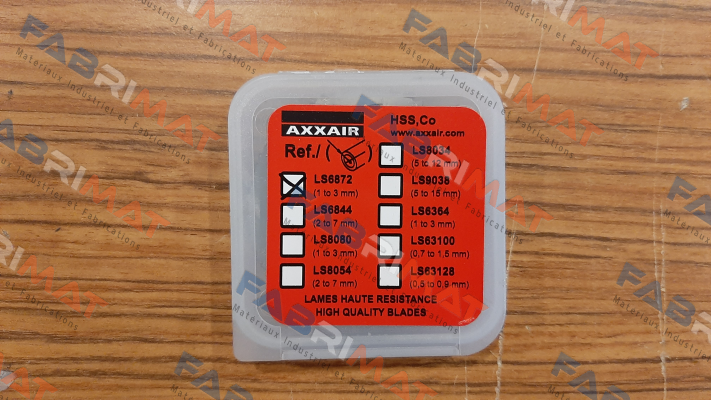 AXXAIR
HSS,Co
www.axxair.com
Ref./
LS6872
(1 to 3 mm)
LS6844
(2 to 7 mm)
LS8080
(1 to 3 mm)
LS8054
(2 to 7 mm)
LS8034
(5 to 12 mm)
LS9038
(5 to 15 mm)
LS6364
(1 to 3 mm)
LS63100
(0,7 to 1,5 mm)
LS63128
(0,5 to 0,9 mm)
LAMES HAUTE RESISTANCE
HIGH QUALITY BLADES
FABRIMAT
Materiaux Industriel et Fabrications